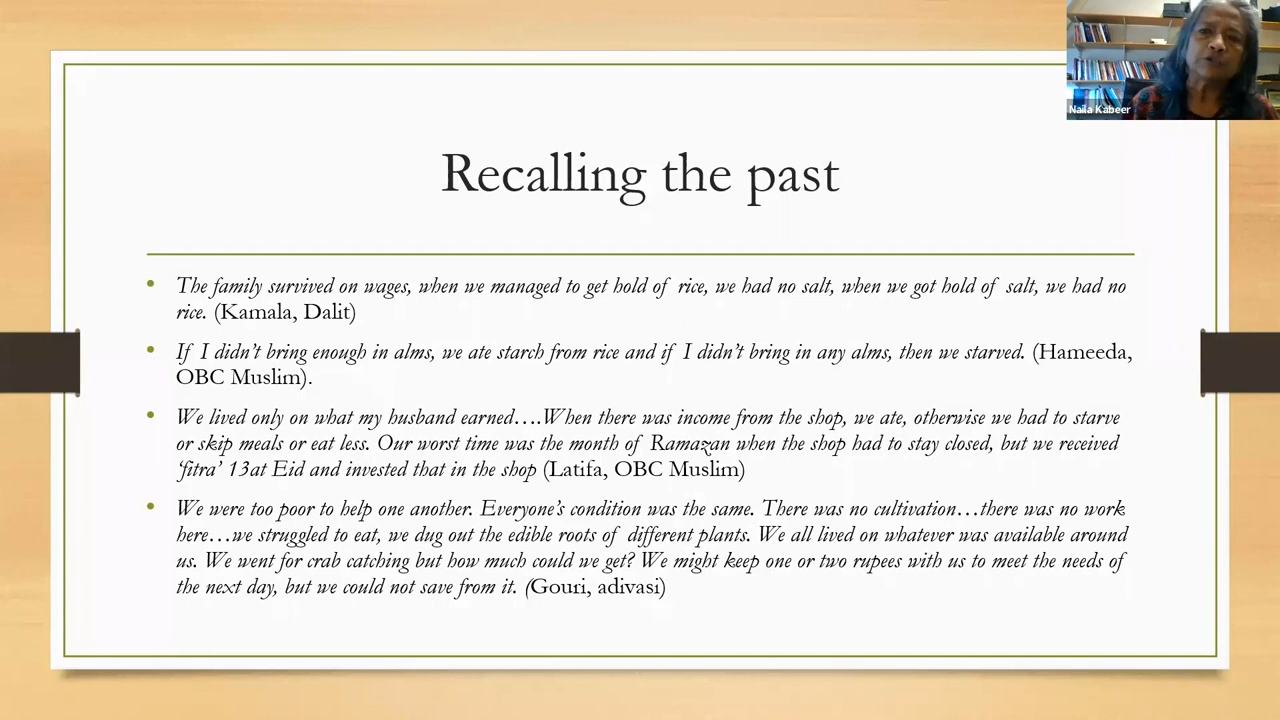 Naila Kabeer
Recalling the past
The family survived on wages, when we managed to get hold of rice, we had no salt, when we got hold of salt, we had no
rice. (Kamala, Dalit)
If I didn't bring enough in alms, we ate starch from rice and if I didn't bring in any alms, then we starved. (Hameeda,
OBC Muslim).
We lived only on what my husband earned….When there was income from the shop, we ate, otherwise we had to starve
or skip meals or eat less. Our worst time was the month of Ramazan when the shop had to stay closed, but we received
'fitra' 13at Eid and invested that in the shop (Latifa, OBC Muslim)
We were too poor to help one another. Everyone's condition was the same. There was no cultivation…there was no work
here…we struggled to eat, we dug out the edible roots of different plants. We all lived on whatever was available around
us. We went for crab catching but how much could we get? We might keep one or two rupees with us to meet the needs of
the next day, but we could not save from it. (Gouri, adivasi)